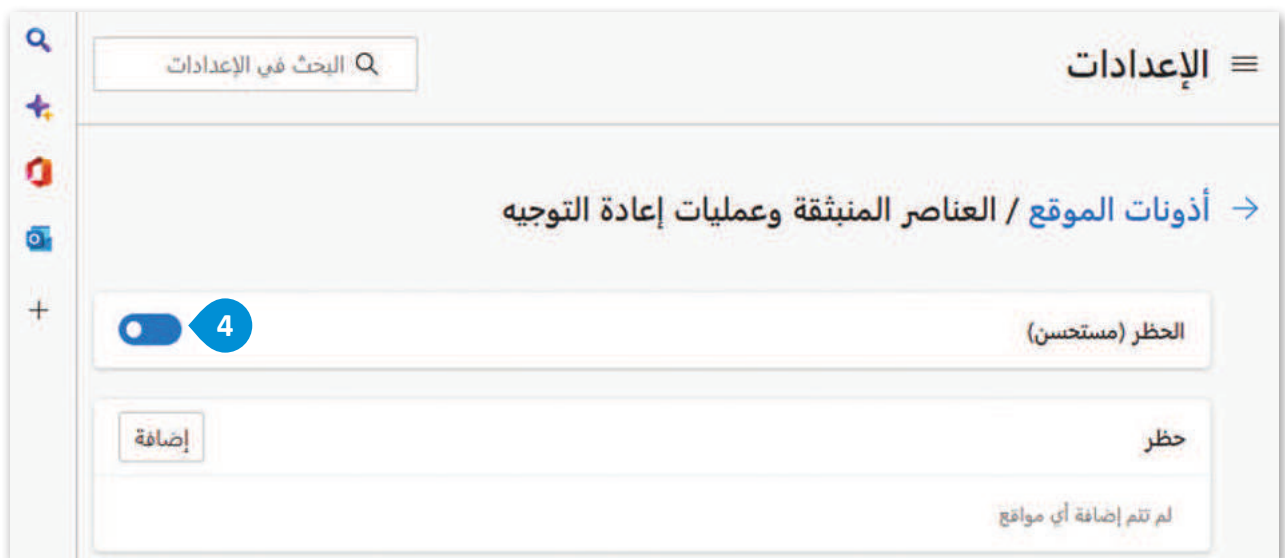 الإعدادات
البحث في الإعدادات
أذونات الموقع / العناصر المنبثقة وعمليات إعادة التوجيه
الحظر (مستحسن)
4
حظر
إضافة
لم تتم إضافة أي مواقع